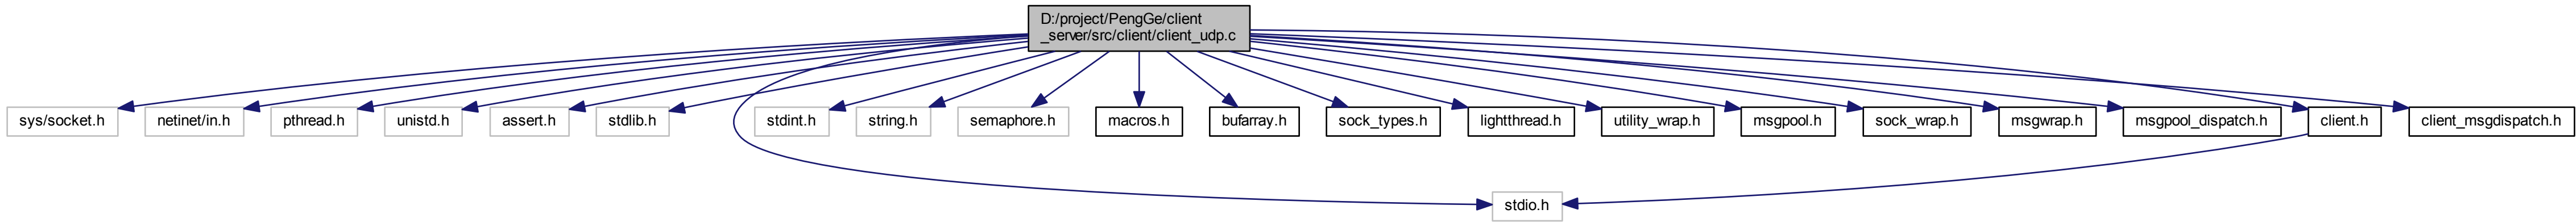 D:/project/PengGe/client
_server/src/client/client_udp.c
sys/socket.h
netinet/in.h
pthread.h
unistd.h
assert.h
stdlib.h
stdint.h
string.h
semaphore.h
macros.h
bufarray.h
sock_types.h
lightthread.h
utility_wrap.h
msgpool.h
sock_wrap.h
msgwrap.h
msgpool_dispatch.h
client.h
client_msgdispatch.h
stdio.h